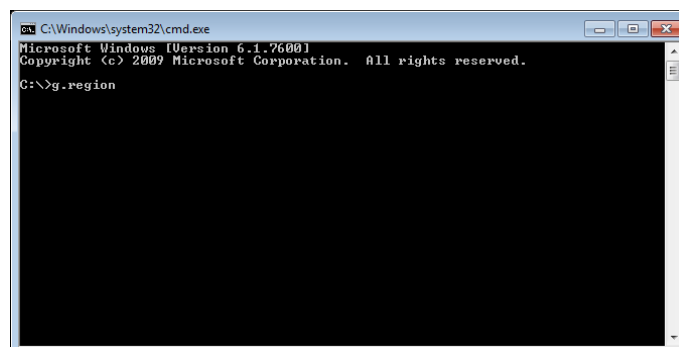 C:\Windows\system32\cmd.exe
Microsoft Windows [Version 6.1.7600]
Copyright (c) 2009 Microsoft Corporation.  All rights reserved.
C:\>g.region